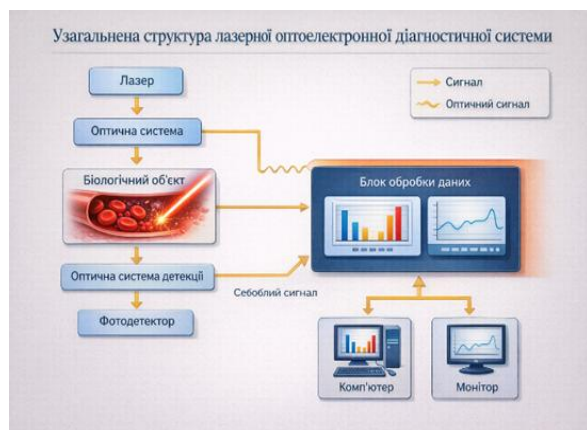 Узагальнена структура лазерної оптоелектронної діагностичної системи
Лазер
Сигнал
Оптичний сигнал
Оптична система
Біологічний об'єкт
Блок обробки даних
Оптична система детекції
Себоблий сигнал
Фотодетектор
Комп'ютер
Монітор